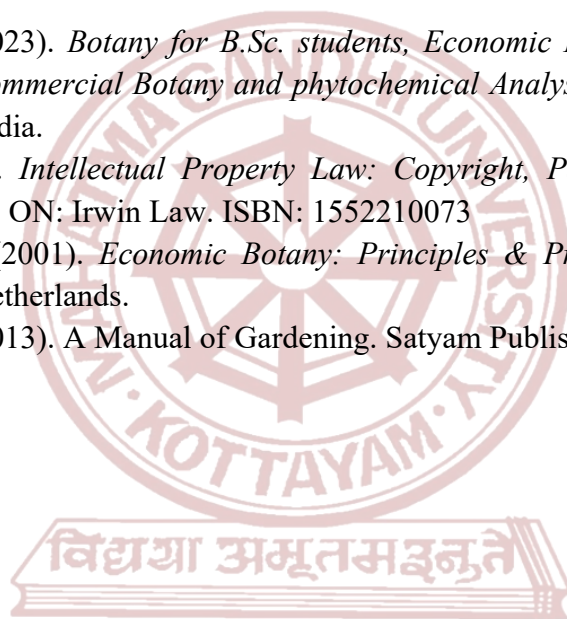 023). Botany for B.Sc. students, Economic
ommercial Botany and phytochemical Analys
dia.
. Intellectual Property Law: Copyright, P
ON: Irwin Law. ISBN: 1552210073
2001). Economic Botany: Principles & Pr
etherlands.
013). A Manual of Gardening. Satyam Publis
MAHATMA GANDHI UNIVERSITY
KOTTAYAM
विद्यया अमृतमश्नुते